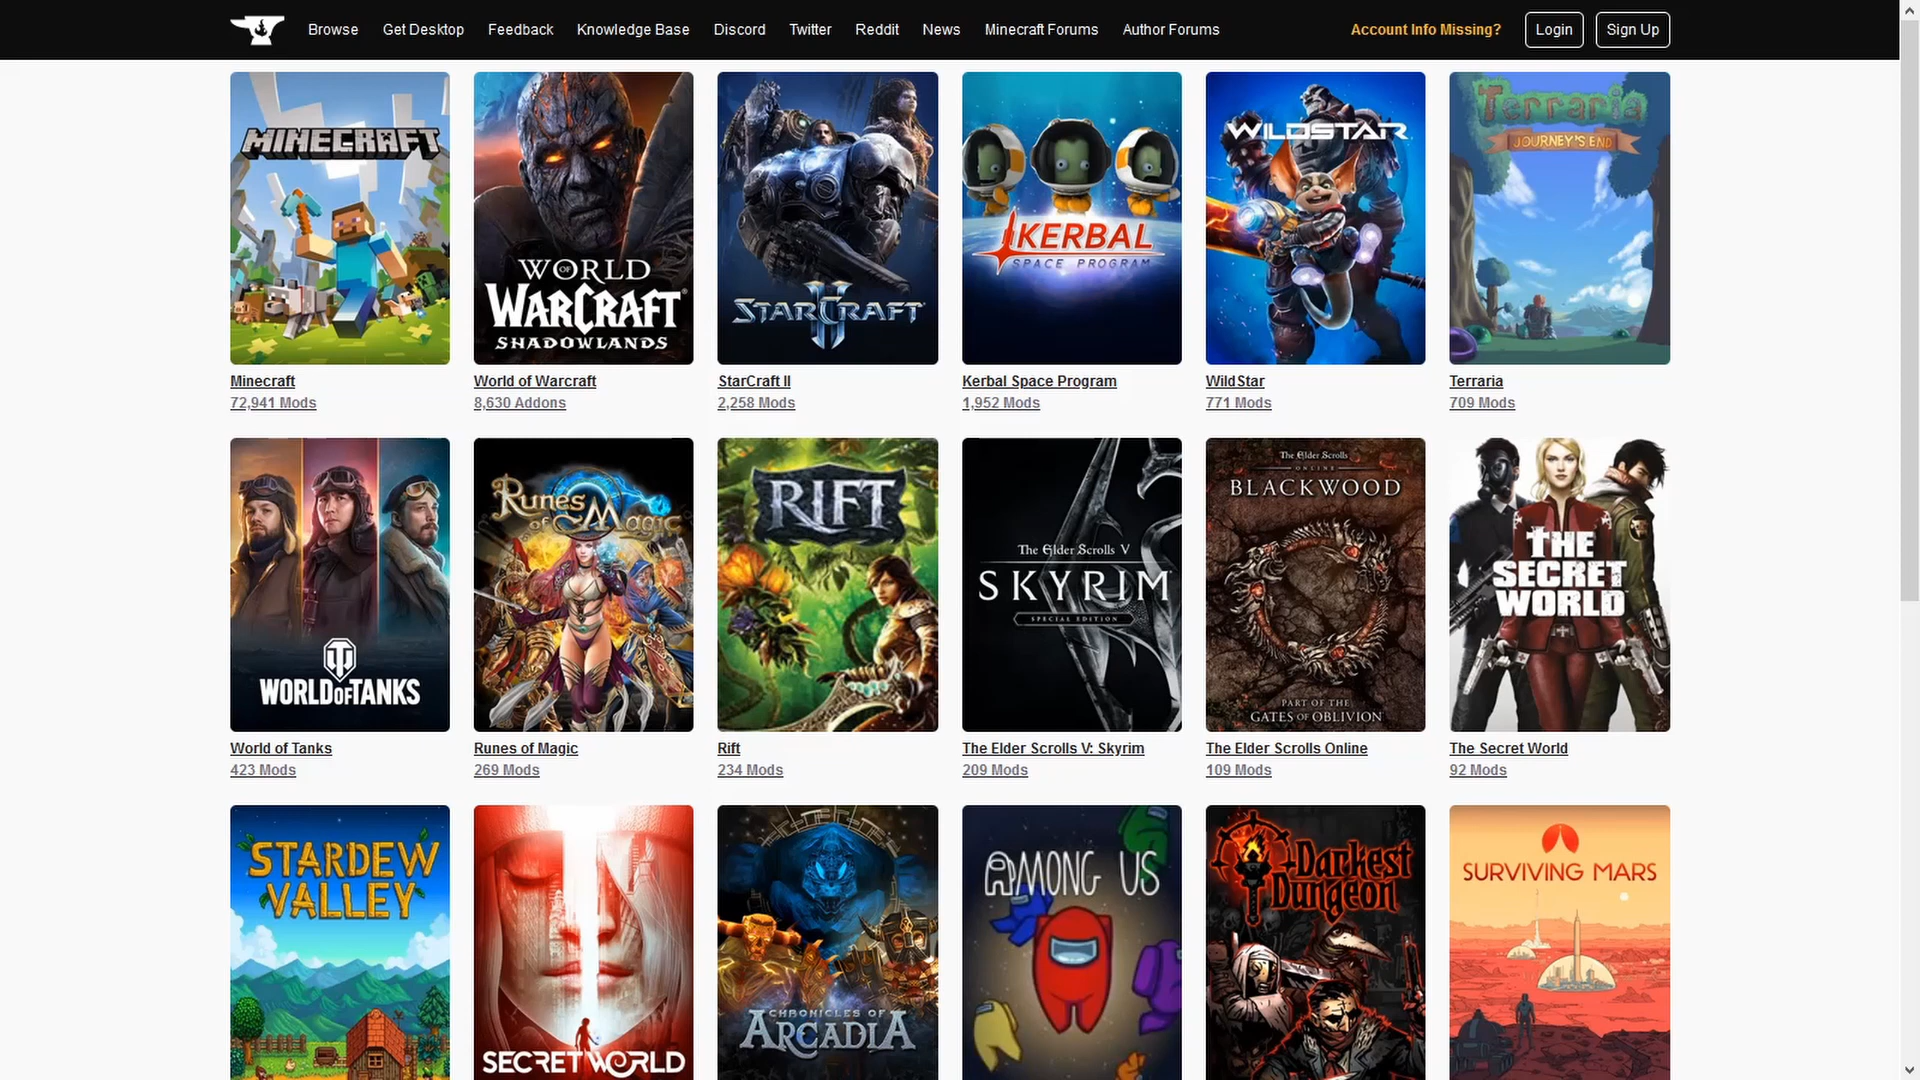 Browse Get Desktop Feedback Knowledge Base Discord Twitter Reddit News Minecraft Forums Author Forums Account Info Missing? Login Sign Up
MINECRAFT
WORLD OF WARCRAFT SHADOWLANDS
STARCRAFT II
KERBAL SPACE PROGRAM
WILDSTAR
Terraria JOURNEY'S END
Minecraft
72,941 Mods
World of Warcraft
8,630 Addons
StarCraft II
2,258 Mods
Kerbal Space Program
1,952 Mods
WildStar
771 Mods
Terraria
709 Mods
WORLD OF TANKS
Runes of Magic
RIFT
The Elder Scrolls V
SKYRIM
SPECIAL EDITION
The Elder Scrolls
ONLINE
BLACKWOOD
PART OF THE
GATES OF OBLIVION
THE
SECRET
WORLD
World of Tanks
423 Mods
Runes of Magic
269 Mods
Rift
234 Mods
The Elder Scrolls V: Skyrim
209 Mods
The Elder Scrolls Online
109 Mods
The Secret World
92 Mods
STARDEW
VALLEY
SECRET WORLD
CHRONICLES OF
ARCADIA
AMONG US
Darkest
Dungeon
SURVIVING MARS